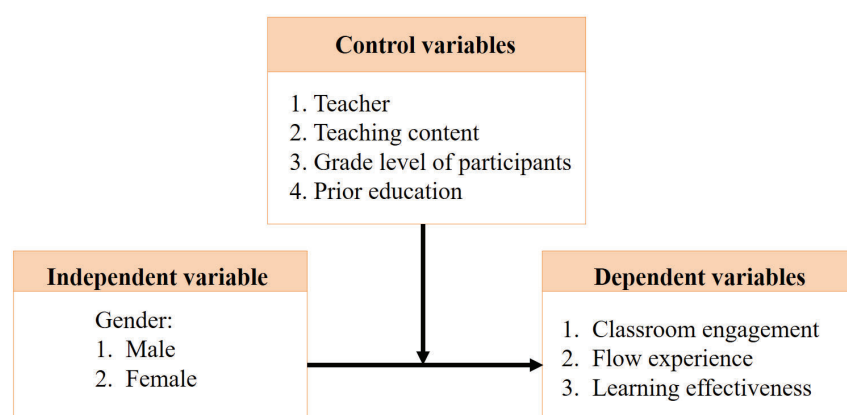 Control variables
1. Teacher
2. Teaching content
3. Grade level of participants
4. Prior education
Independent variable
Gender:
1. Male
2. Female
Dependent variables
1. Classroom engagement
2. Flow experience
3. Learning effectiveness